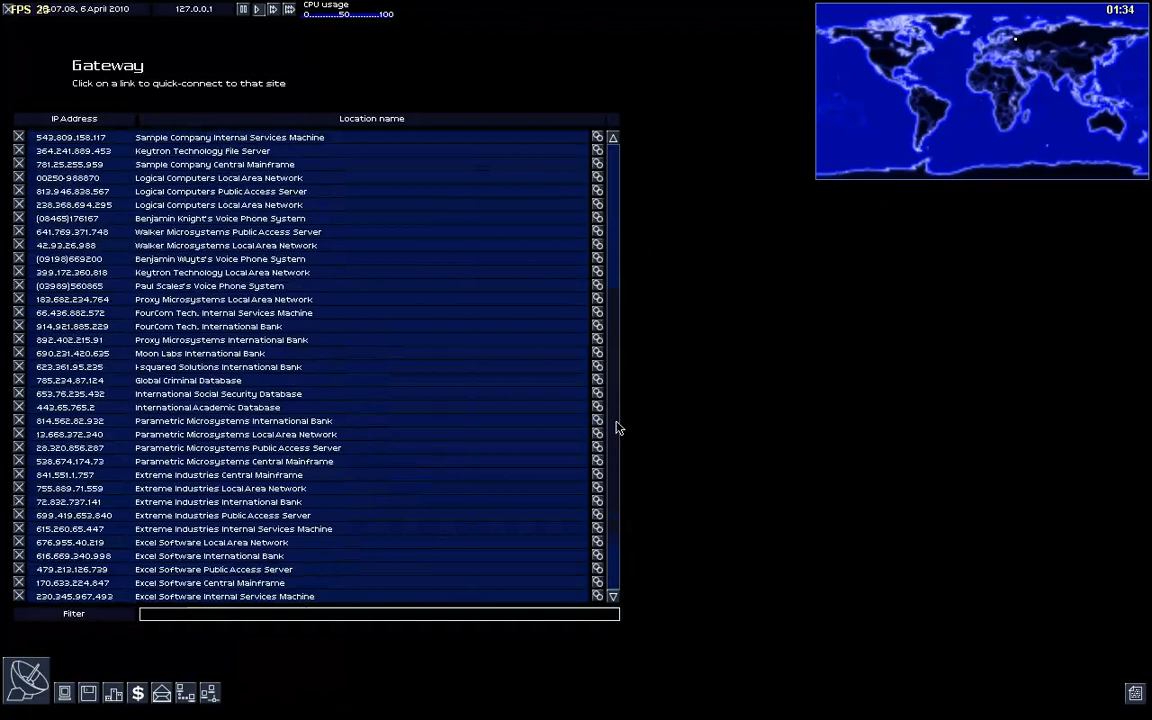 FPS 25 07.08, 6 April 2010 127.0.0.1 CPU usage
0 50 100
01:34
Gateway
Click on a link to quick-connect to that site
IP Address Location name
543.809.158.117 Sample Company Internal Services Machine
364.241.889.453 Keytron Technology File Server
781.25.255.959 Sample Company Central Mainframe
00250-988870 Logical Computers Local Area Network
813.946.838.567 Logical Computers Public Access Server
238.368.694.295 Logical Computers Local Area Network
(08465)176167 Benjamin Knight's Voice Phone System
641.769.371.748 Walker Microsystems Public Access Server
42.93.26.988 Walker Microsystems Local Area Network
(09198)669200 Benjamin Wuyts's Voice Phone System
399.172.360.818 Keytron Technology Local Area Network
(03989)560865 Paul Scales's Voice Phone System
183.682.234.764 Proxy Microsystems Local Area Network
66.436.882.572 FourCom Tech. Internal Services Machine
914.921.885.229 FourCom Tech. International Bank
892.402.215.91 Proxy Microsystems International Bank
690.231.420.635 Moon Labs International Bank
623.361.95.235 I-squared Solutions International Bank
785.234.87.124 Global Criminal Database
653.76.235.432 International Social Security Database
443.65.765.2 International Academic Database
814.562.82.932 Parametric Microsystems International Bank
13.668.372.340 Parametric Microsystems Local Area Network
28.320.856.287 Parametric Microsystems Public Access Server
538.674.174.73 Parametric Microsystems Central Mainframe
841.551.1.757 Extreme Industries Central Mainframe
755.889.71.559 Extreme Industries Local Area Network
72.832.737.141 Extreme Industries International Bank
699.419.653.840 Extreme Industries Public Access Server
615.260.65.447 Extreme Industries Internal Services Machine
676.955.40.219 Excel Software Local Area Network
616.669.340.998 Excel Software International Bank
479.213.126.739 Excel Software Public Access Server
170.633.224.847 Excel Software Central Mainframe
230.345.967.493 Excel Software Internal Services Machine
Filter
$